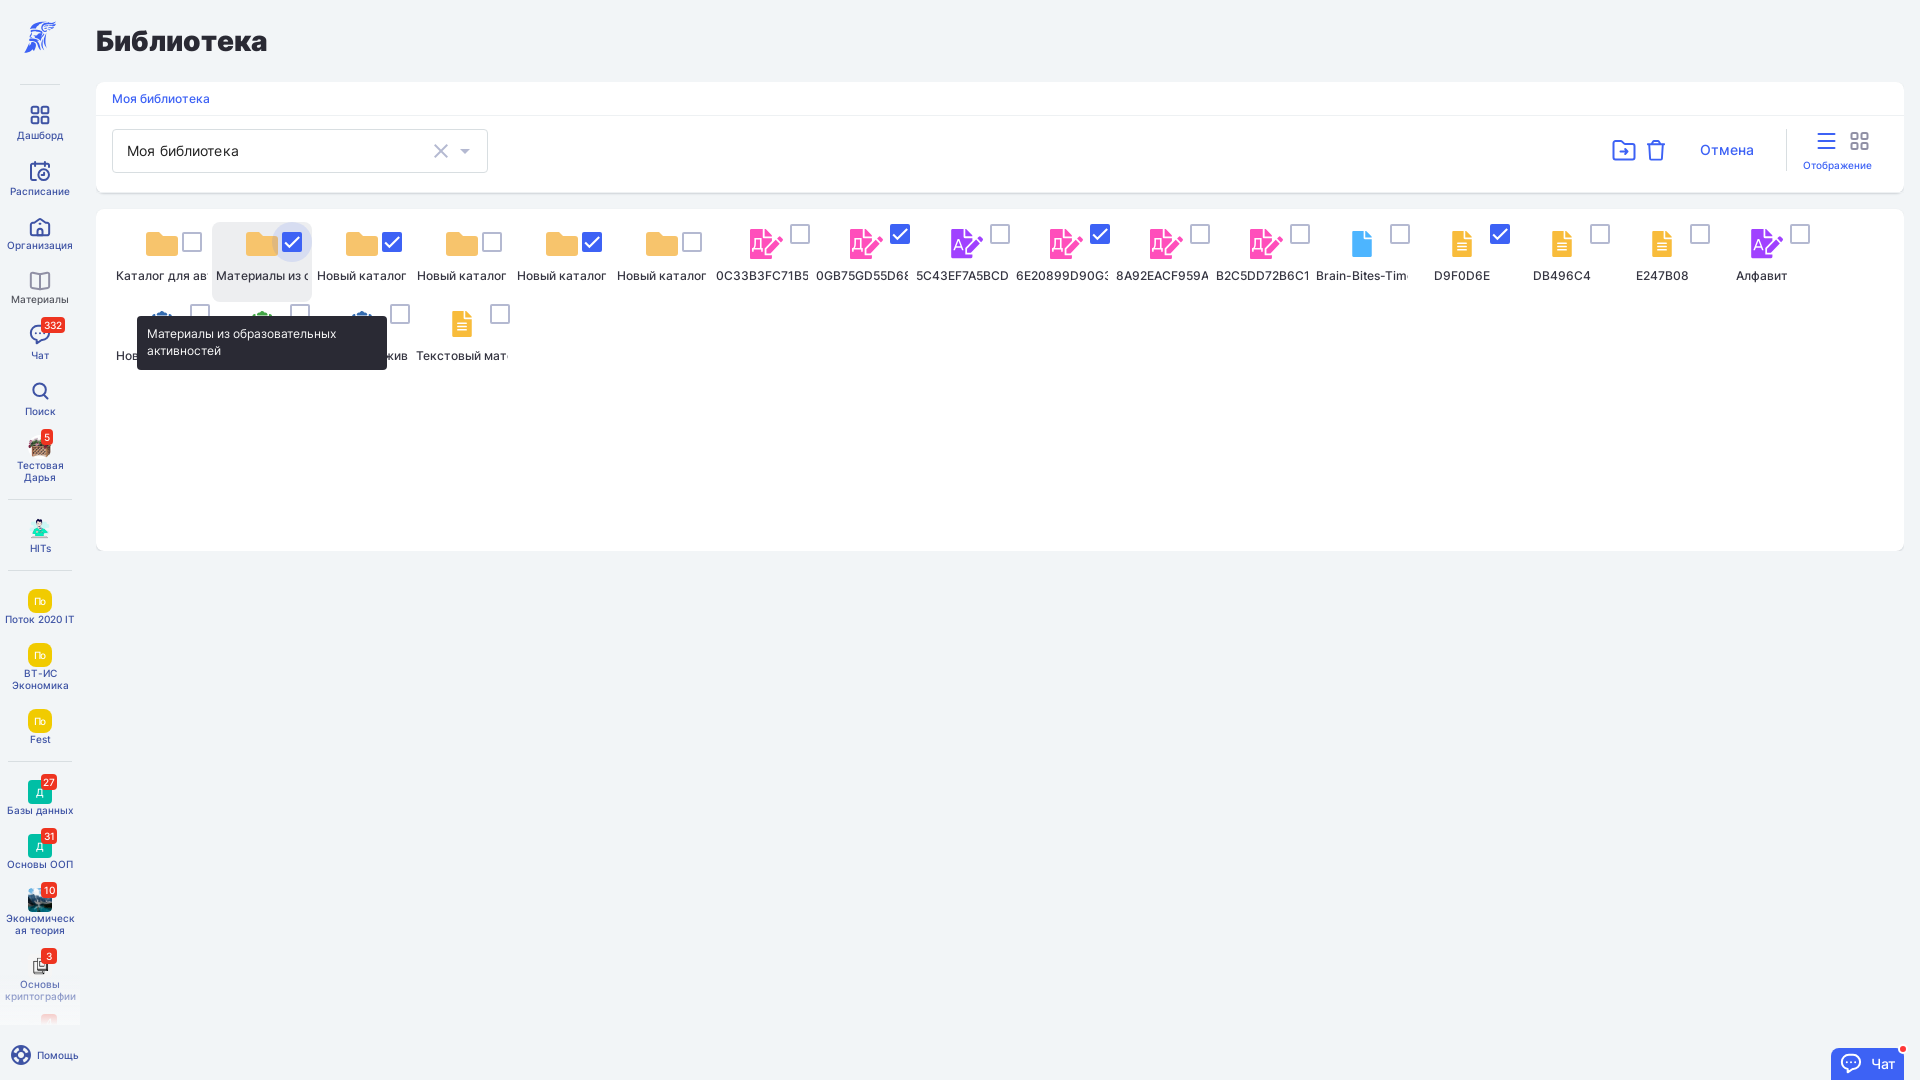 Библиотека
Моя библиотека
Моя библиотека
Отмена
Отображение
Дашборд
Расписание
Организация
Материалы
332
Чат
Поиск
5
Тестовая
Дарья
HITs
По
Поток 2020 IT
По
ВТ-ИС
Экономика
По
Fest
27
Д
Базы данных
31
Д
Основы ООП
10
Экономическ
ая теория
3
Основы
криптографии
Помощь
Каталог для ав
Материалы из о
Новый каталог
Новый каталог
Новый каталог
Новый каталог
0C33B3FC71B5
0GB75GD55D68
5C43EF7A5BCD
6E20899D90G3
8A92EACF959A
B2C5DD72B6C1
Brain-Bites-Tim
D9F0D6E
DB496C4
E247B08
Алфавит
Нов
жив
Текстовый мат
Материалы из образовательных
активностей
Чат